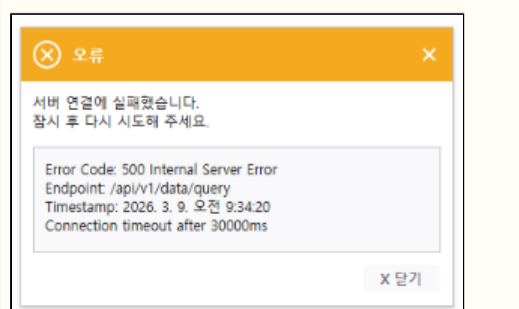 오류
서버 연결에 실패했습니다.
잠시 후 다시 시도해 주세요.
Error Code: 500 Internal Server Error
Endpoint: /api/v1/data/query
Timestamp: 2026. 3. 9. 오전 9:34:20
Connection timeout after 30000ms
X 닫기